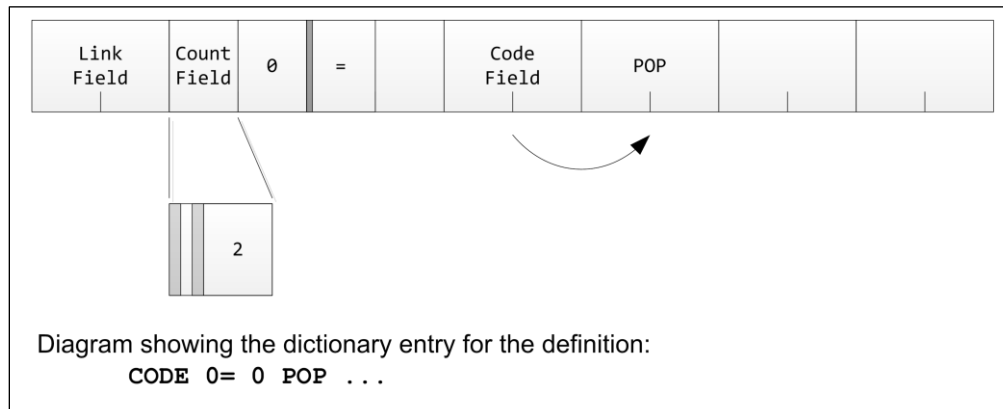 Link Field
Count Field
0
=
Code Field
POP
2
Diagram showing the dictionary entry for the definition:
CODE 0= 0 POP ...